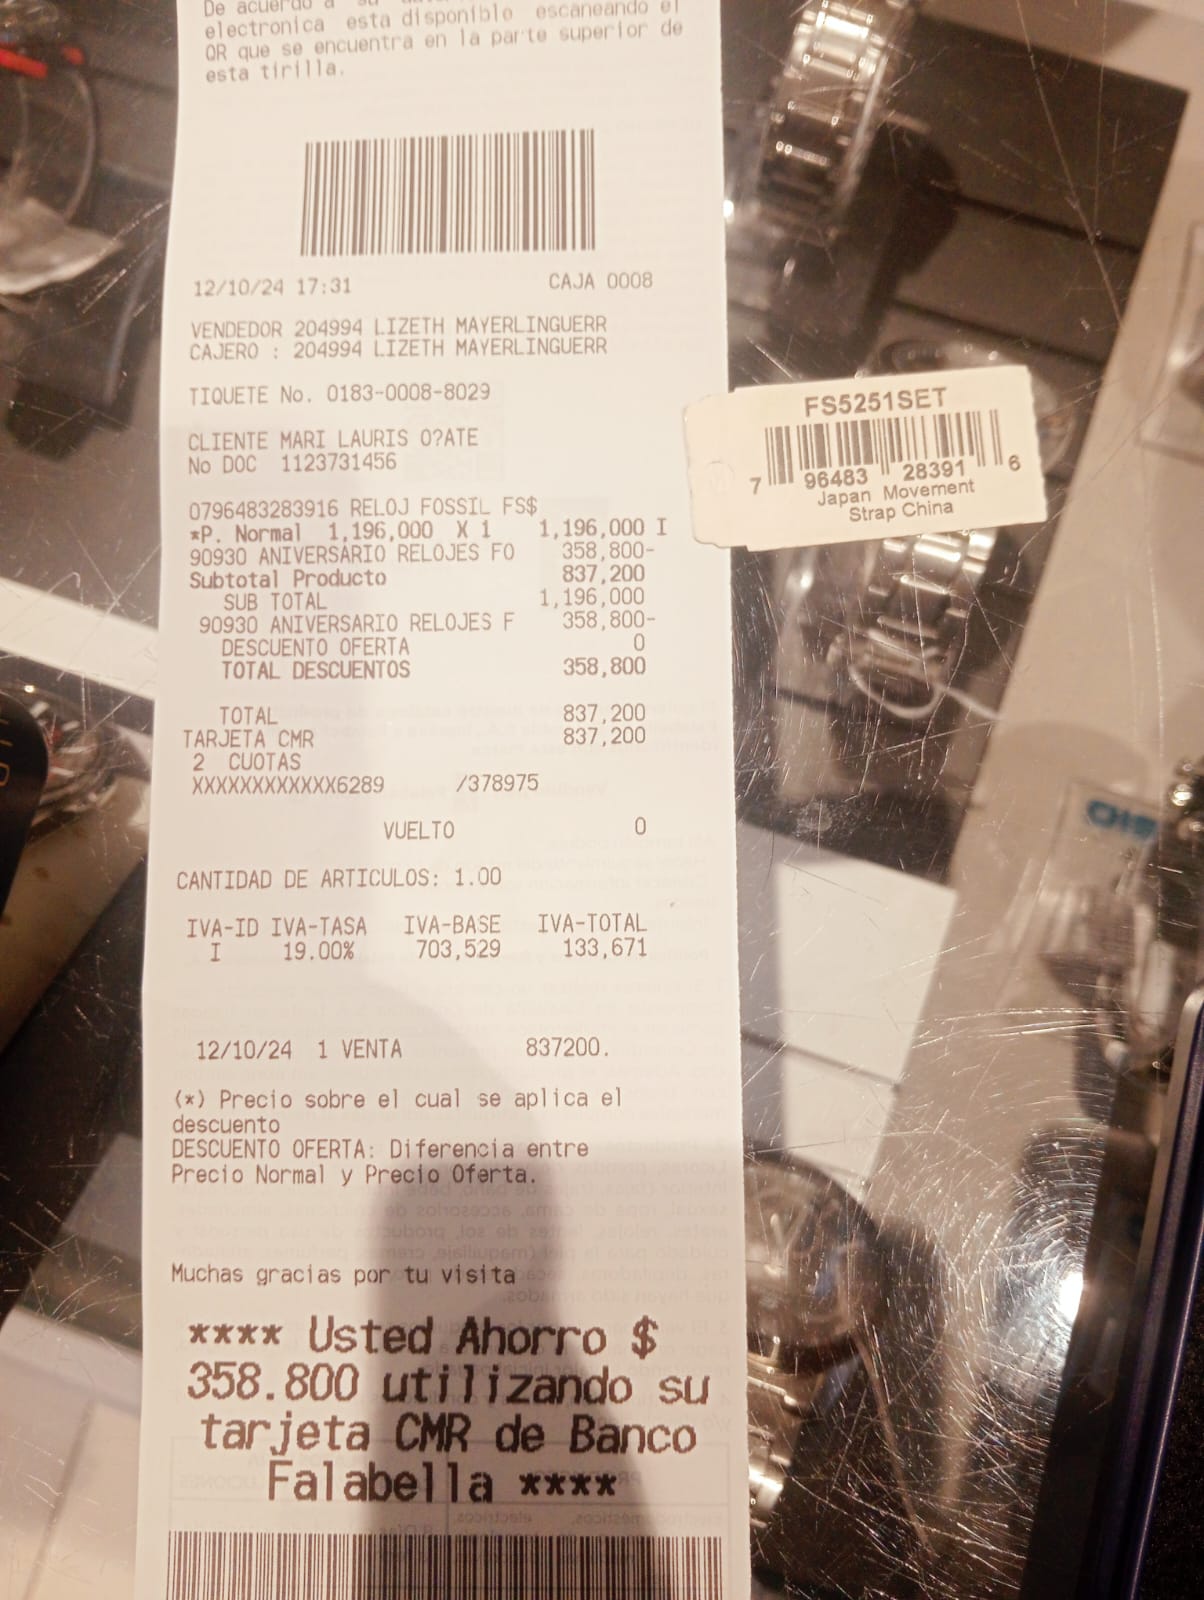 De acuerdo a su
electronica esta disponible escaneando el
QR que se encuentra en la parte superior de
esta tirilla.
12/10/24 17:31 CAJA 0008
VENDEDOR 204994 LIZETH MAYERLINGUERR
CAJERO : 204994 LIZETH MAYERLINGUERR
TIQUETE No. 0183-0008-8029
CLIENTE MARI LAURIS O?ATE
No DOC 1123731456
0796483283916 RELOJ FOSSIL FS$
*P. Normal 1,196,000 X 1 1,196,000 I
90930 ANIVERSARIO RELOJES FO 358,800-
Subtotal Producto 837,200
SUB TOTAL 1,196,000
90930 ANIVERSARIO RELOJES F 358,800-
DESCUENTO OFERTA 0
TOTAL DESCUENTOS 358,800
TOTAL 837,200
TARJETA CMR 837,200
2 CUOTAS
XXXXXXXXXXXX6289 /378975
VUELTO 0
CANTIDAD DE ARTICULOS: 1.00
IVA-ID IVA-TASA IVA-BASE IVA-TOTAL
I 19.00% 703,529 133,671
12/10/24 1 VENTA 837200.
(*) Precio sobre el cual se aplica el
descuento
DESCUENTO OFERTA: Diferencia entre
Precio Normal y Precio Oferta.
Muchas gracias por tu visita
**** Usted Ahorro $
358.800 utilizando su
tarjeta CMR de Banco
Falabella ****
FS5251SET
7 96483 28391 6
Japan Movement
Strap China